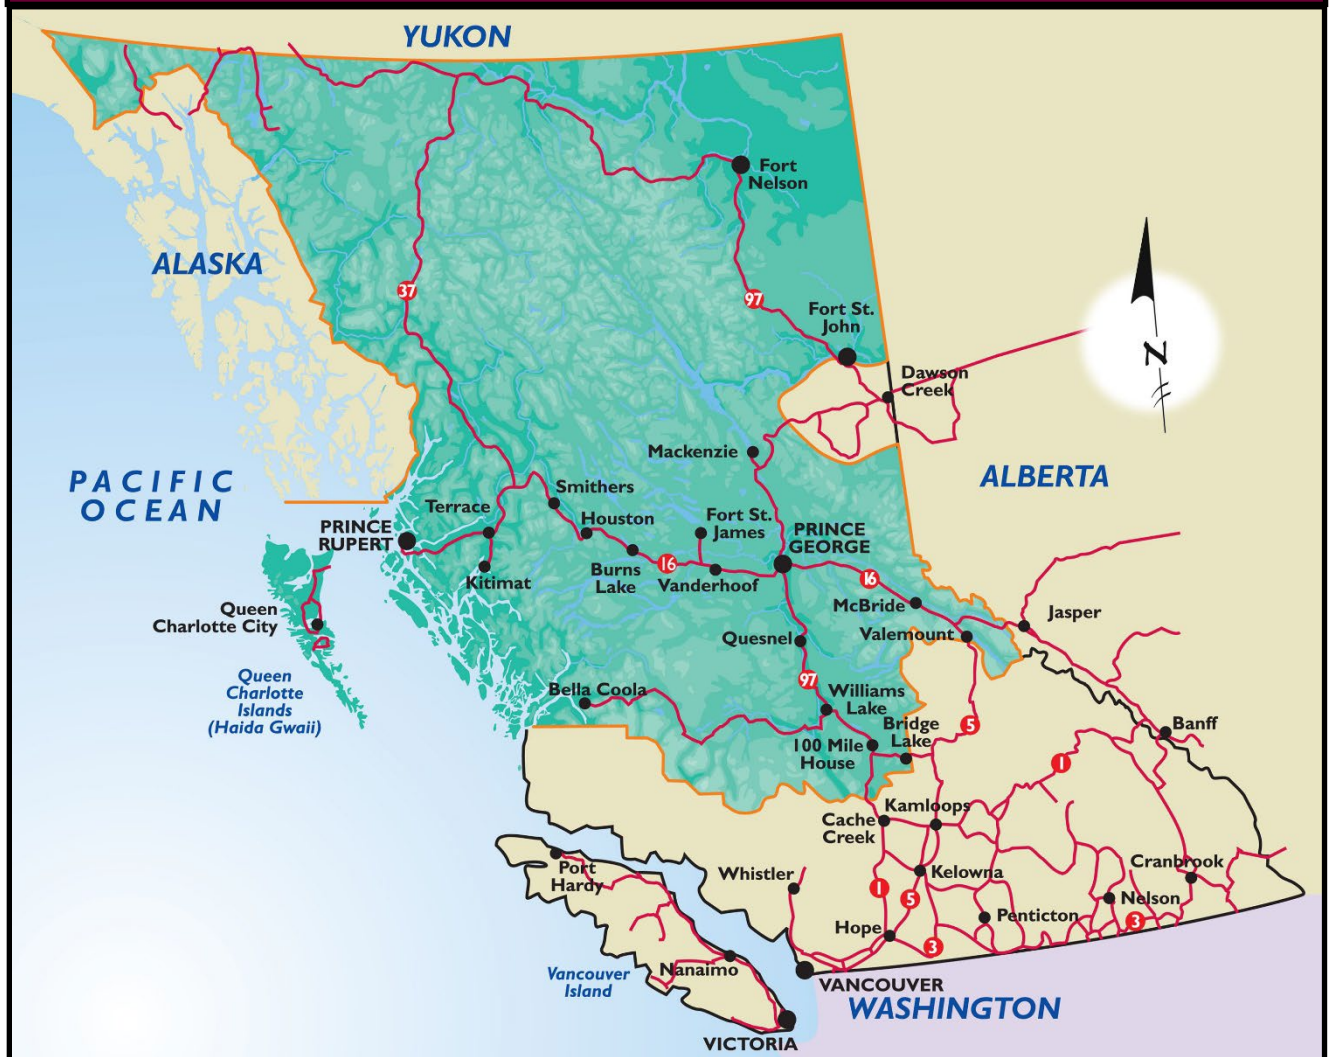 YUKON
Fort
Nelson
ALASKA
37
97
Fort St.
John
N
Dawson
Creek
Mackenzie
ALBERTA
PACIFIC
OCEAN
Smithers
Terrace
Houston
Fort St.
James
PRINCE
RUPERT
PRINCE
GEORGE
16
Burns
Lake
Vanderhoof
Kitimat
16
McBride
Jasper
Queen
Charlotte City
Quesnel
Valemount
Queen
Charlotte
Islands
(Haida Gwaii)
97
Bella Coola
Williams
Lake
5
Bridge
Lake
Banff
100 Mile
House
1
Kamloops
Cache
Creek
Port
Hardy
Whistler
Kelowna
Cranbrook
1
5
Nelson
Penticton
3
Hope
3
Nanaimo
Vancouver
Island
VANCOUVER
WASHINGTON
VICTORIA